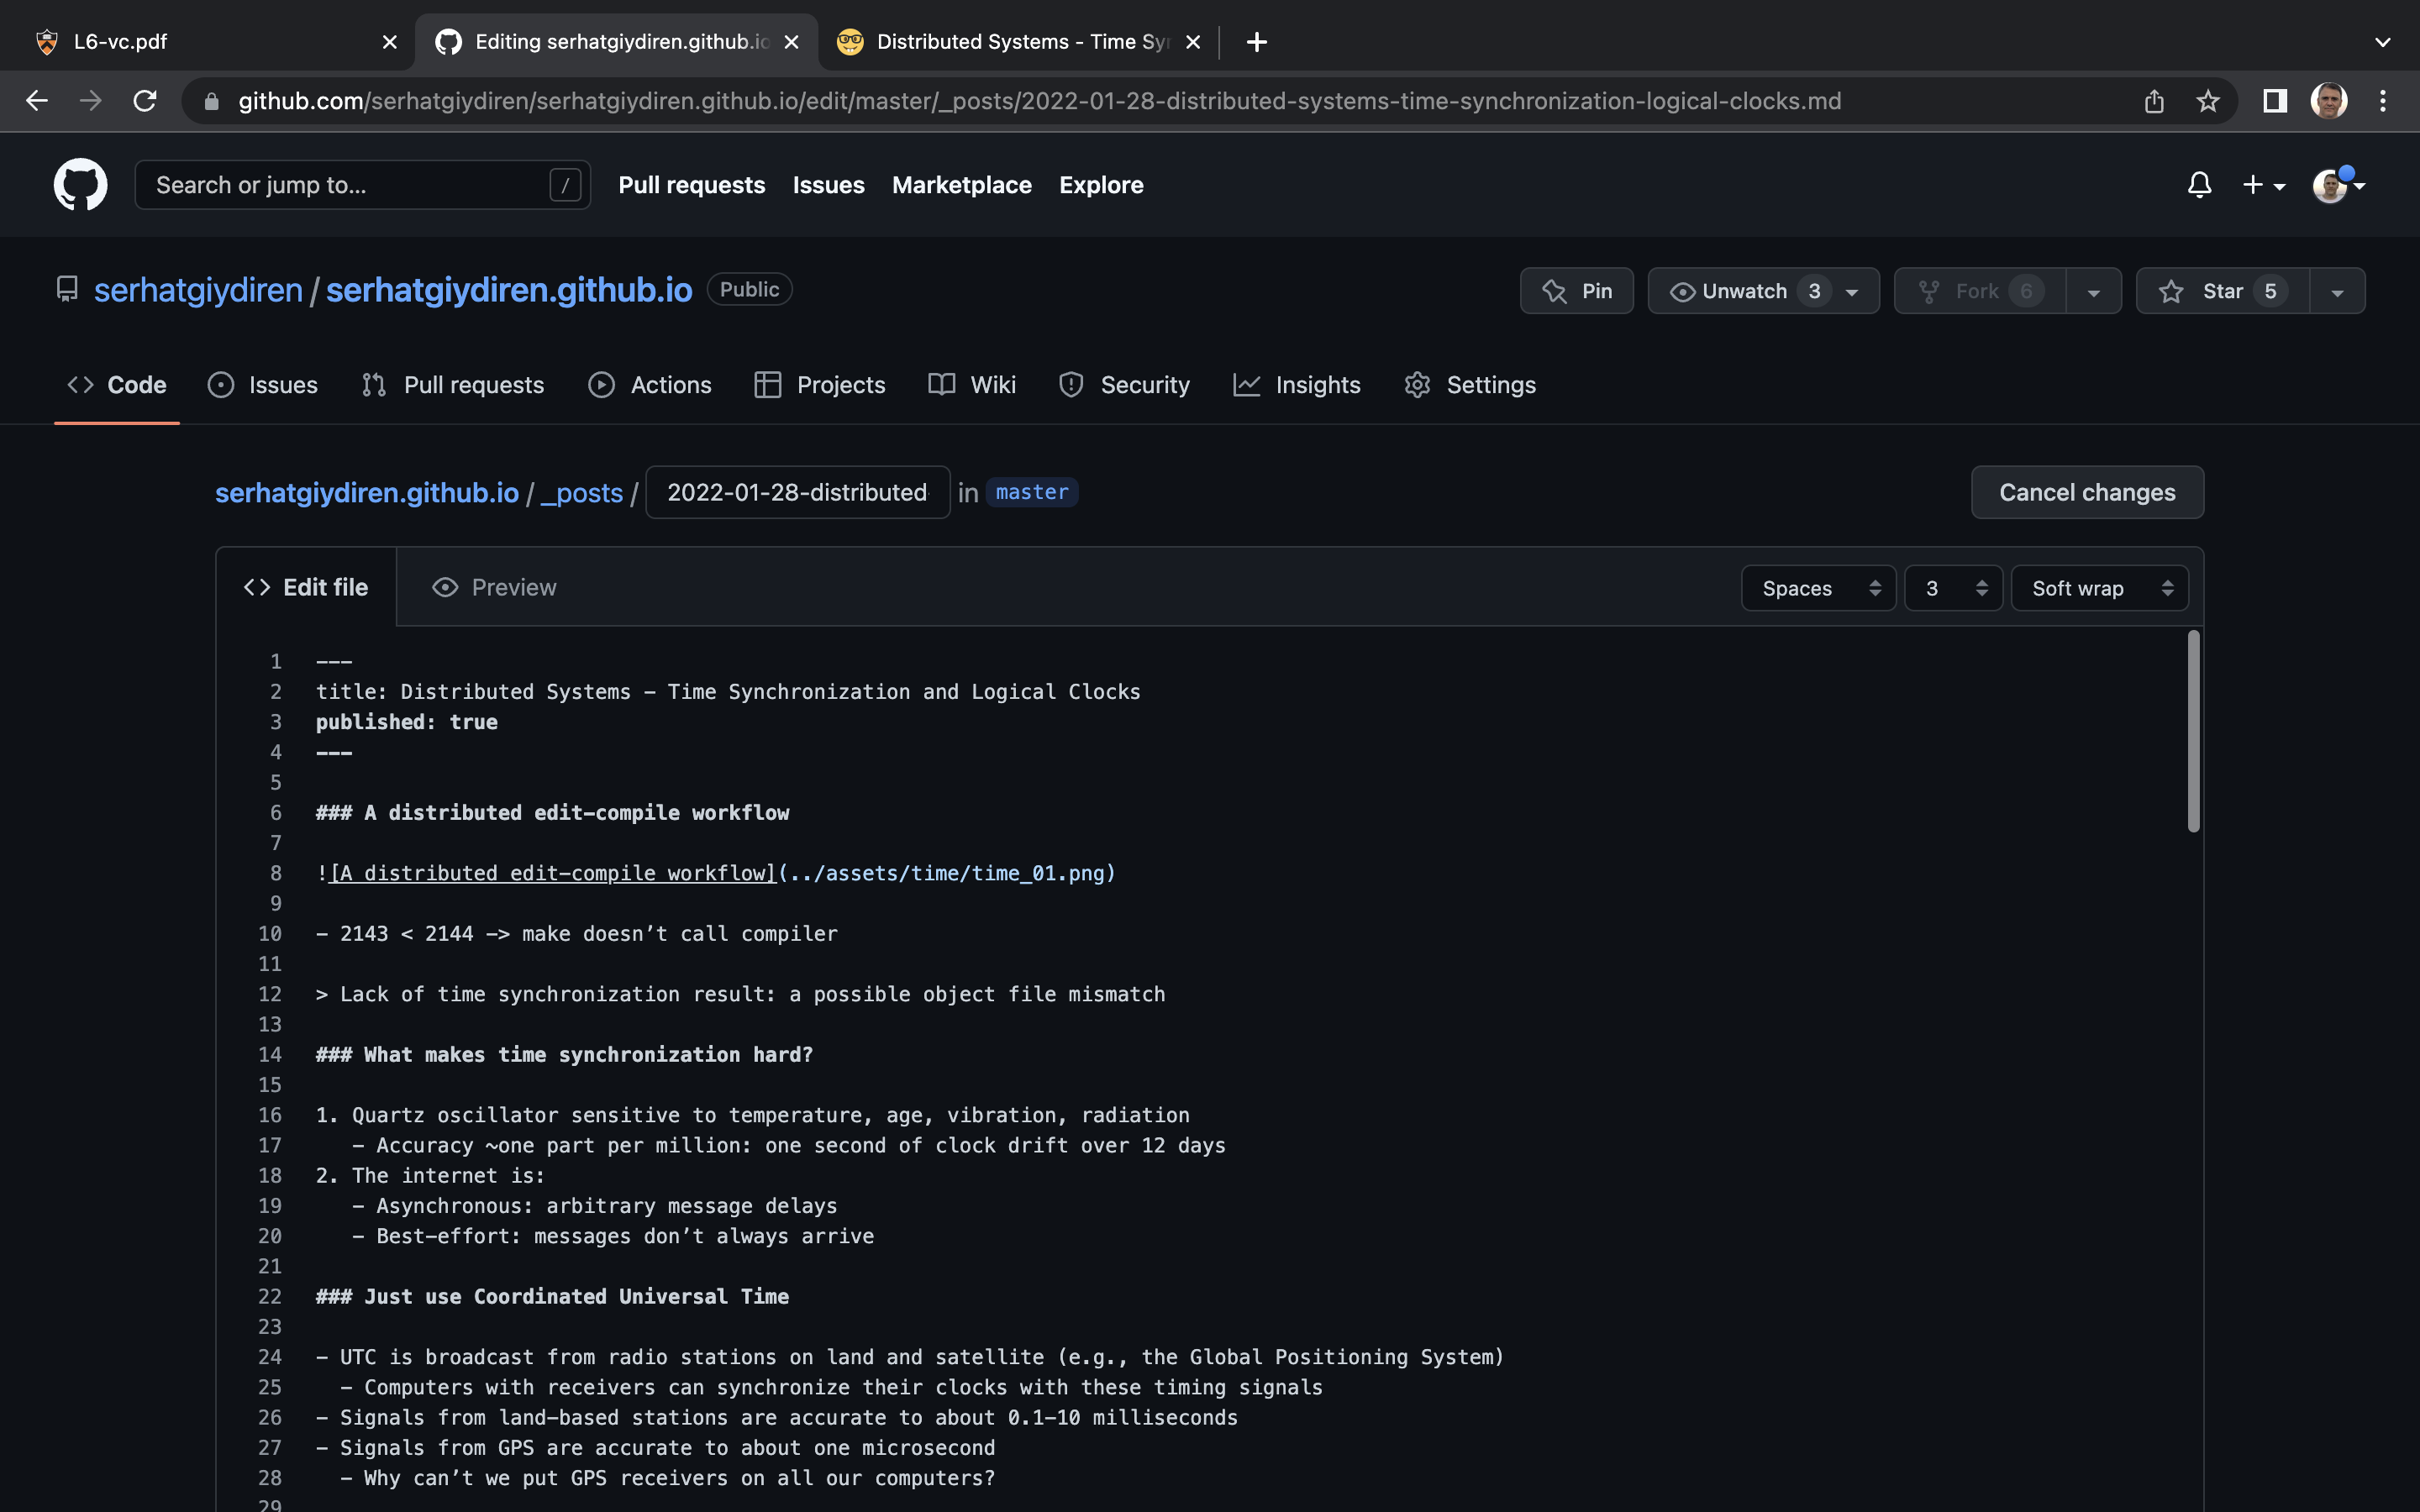 L6-vc.pdf
Editing serhatgiydiren.github.io
Distributed Systems - Time Syn
github.com/serhatgiydiren/serhatgiydiren.github.io/edit/master/_posts/2022-01-28-distributed-systems-time-synchronization-logical-clocks.md
Search or jump to... /
Pull requests Issues Marketplace Explore
serhatgiydiren / serhatgiydiren.github.io Public
Pin Unwatch 3 Fork 6 Star 5
Code Issues Pull requests Actions Projects Wiki Security Insights Settings
serhatgiydiren.github.io / _posts / 2022-01-28-distributed- in master
Cancel changes
Edit file Preview Spaces 3 Soft wrap
1 ---
2 title: Distributed Systems - Time Synchronization and Logical Clocks
3 published: true
4 ---
5
6 ### A distributed edit-compile workflow
7
8 ![A distributed edit-compile workflow](../assets/time/time_01.png)
9
10 - 2143 < 2144 -> make doesn’t call compiler
11
12 > Lack of time synchronization result: a possible object file mismatch
13
14 ### What makes time synchronization hard?
15
16 1. Quartz oscillator sensitive to temperature, age, vibration, radiation
17 - Accuracy ~one part per million: one second of clock drift over 12 days
18 2. The internet is:
19 - Asynchronous: arbitrary message delays
20 - Best-effort: messages don’t always arrive
21
22 ### Just use Coordinated Universal Time
23
24 - UTC is broadcast from radio stations on land and satellite (e.g., the Global Positioning System)
25 - Computers with receivers can synchronize their clocks with these timing signals
26 - Signals from land-based stations are accurate to about 0.1-10 milliseconds
27 - Signals from GPS are accurate to about one microsecond
28 - Why can’t we put GPS receivers on all our computers?
29